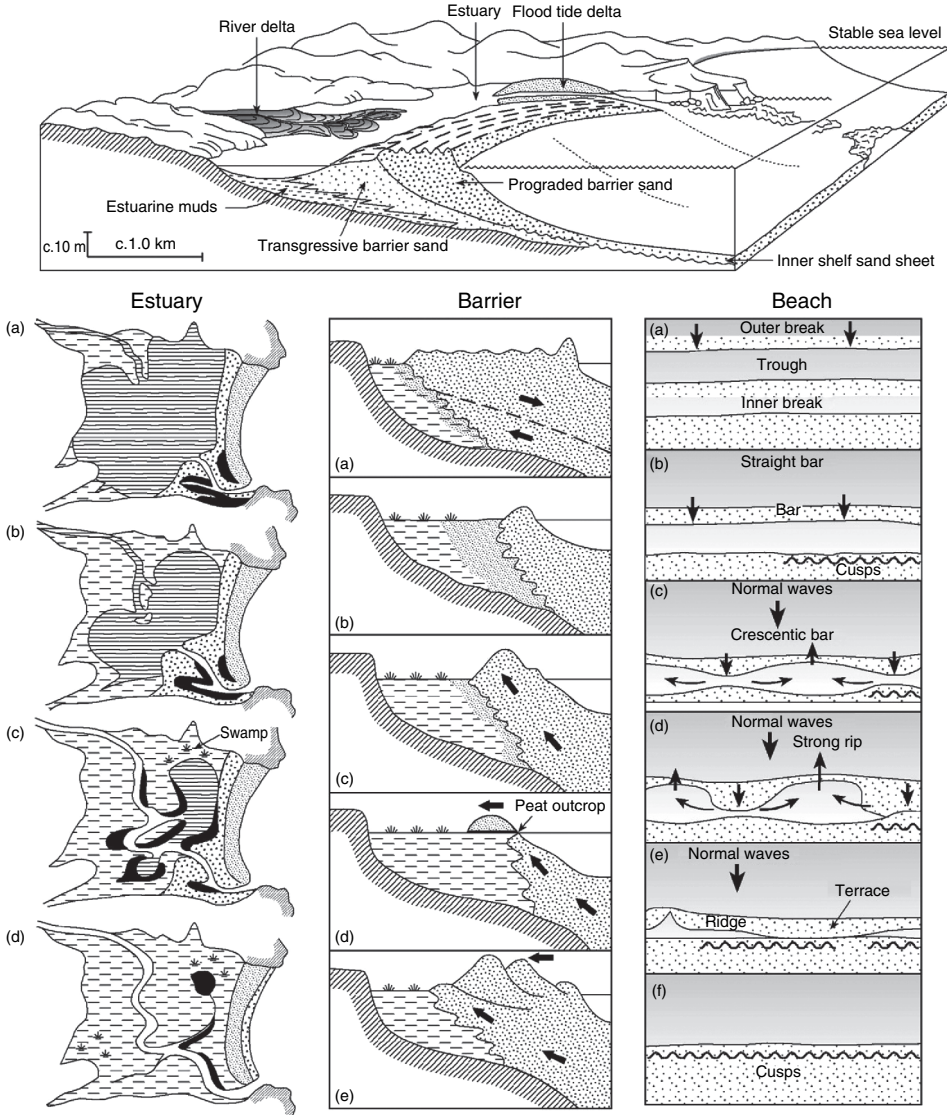 River delta
Estuary
Flood tide delta
Stable sea level
Prograded barrier sand
Estuarine muds
Transgressive barrier sand
c.10 m
c.1.0 km
Inner shelf sand sheet
Estuary
(a)
(b)
(c)
Swamp
(d)
Barrier
(a)
(b)
(c)
Peat outcrop
(d)
(e)
Beach
(a)
Outer break
Trough
Inner break
(b)
Straight bar
Bar
Cusps
(c)
Normal waves
Crescentic bar
(d)
Normal waves
Strong rip
(e)
Normal waves
Terrace
Ridge
(f)
Cusps